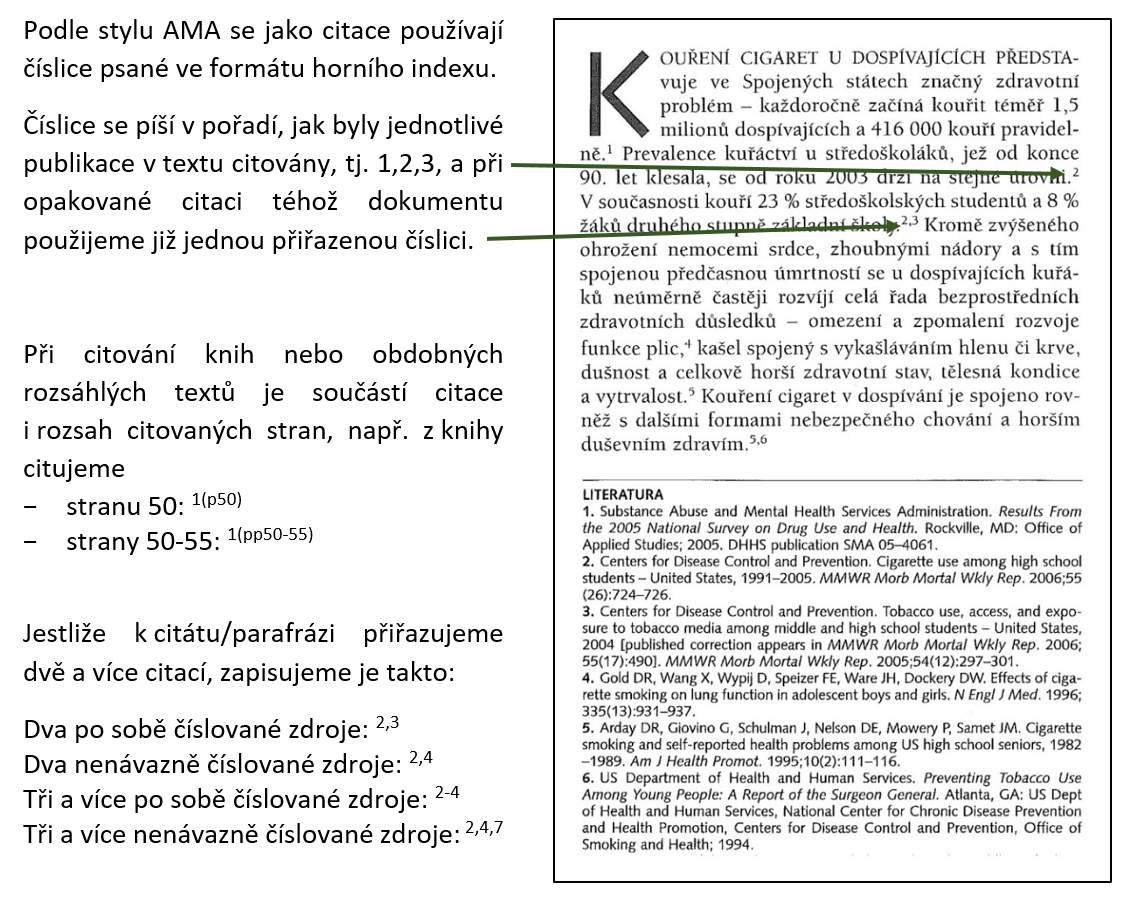 Podle stylu AMA se jako citace používají
číslice psané ve formátu horního indexu.
Číslice se píší v pořadí, jak byly jednotlivé
publikace v textu citovány, tj. 1,2,3, a při
opakované citaci téhož dokumentu
použijeme již jednou přiřazenou číslici.
Při citování knih nebo obdobných
rozsáhlých textů je součástí citace
i rozsah citovaných stran, např. z knihy
citujeme
− stranu 50: 1(p50)
− strany 50-55: 1(pp50-55)
Jestliže k citátu/parafrázi přiřazujeme
dvě a více citací, zapisujeme je takto:
Dva po sobě číslované zdroje: 2,3
Dva nenávazně číslované zdroje: 2,4
Tři a více po sobě číslované zdroje: 2-4
Tři a více nenávazně číslované zdroje: 2,4,7
KOUŘENÍ CIGARET U DOSPÍVAJÍCÍCH PŘEDSTA-
vuje ve Spojených státech značný zdravotní
problém – každoročně začíná kouřit téměř 1,5
milionů dospívajících a 416 000 kouří pravidel-
ně.1 Prevalence kuřáctví u středoškoláků, jež od konce
90. let klesala, se od roku 2003 drží na stejné úrovni.2
V současnosti kouří 23 % středoškolských studentů a 8 %
žáků druhého stupně základní školy.2,3 Kromě zvýšeného
ohrožení nemocemi srdce, zhoubnými nádory a s tím
spojenou předčasnou úmrtností se u dospívajících kuřá-
ků neúměrně častěji rozvíjí celá řada bezprostředních
zdravotních důsledků – omezení a zpomalení rozvoje
funkce plic,4 kašel spojený s vykašláváním hlenu či krve,
dušnost a celkově horší zdravotní stav, tělesná kondice
a vytrvalost.5 Kouření cigaret v dospívání je spojeno rov-
něž s dalšími formami nebezpečného chování a horším
duševním zdravím.5,6
LITERATURA
1. Substance Abuse and Mental Health Services Administration. Results From
the 2005 National Survey on Drug Use and Health. Rockville, MD: Office of
Applied Studies; 2005. DHHS publication SMA 05–4061.
2. Centers for Disease Control and Prevention. Cigarette use among high school
students – United States, 1991–2005. MMWR Morb Mortal Wkly Rep. 2006;55
(26):724–726.
3. Centers for Disease Control and Prevention. Tobacco use, access, and expo-
sure to tobacco media among middle and high school students – United States,
2004 [published correction appears in MMWR Morb Mortal Wkly Rep. 2006;
55(17):490]. MMWR Morb Mortal Wkly Rep. 2005;54(12):297–301.
4. Gold DR, Wang X, Wypij D, Speizer FE, Ware JH, Dockery DW. Effects of ciga-
rette smoking on lung function in adolescent boys and girls. N Engl J Med. 1996;
335(13):931–937.
5. Arday DR, Giovino G, Schulman J, Nelson DE, Mowery P, Samet JM. Cigarette
smoking and self-reported health problems among US high school seniors, 1982
–1989. Am J Health Promot. 1995;10(2):111–116.
6. US Department of Health and Human Services. Preventing Tobacco Use
Among Young People: A Report of the Surgeon General. Atlanta, GA: US Dept
of Health and Human Services, National Center for Chronic Disease Prevention
and Health Promotion, Centers for Disease Control and Prevention, Office of
Smoking and Health; 1994.